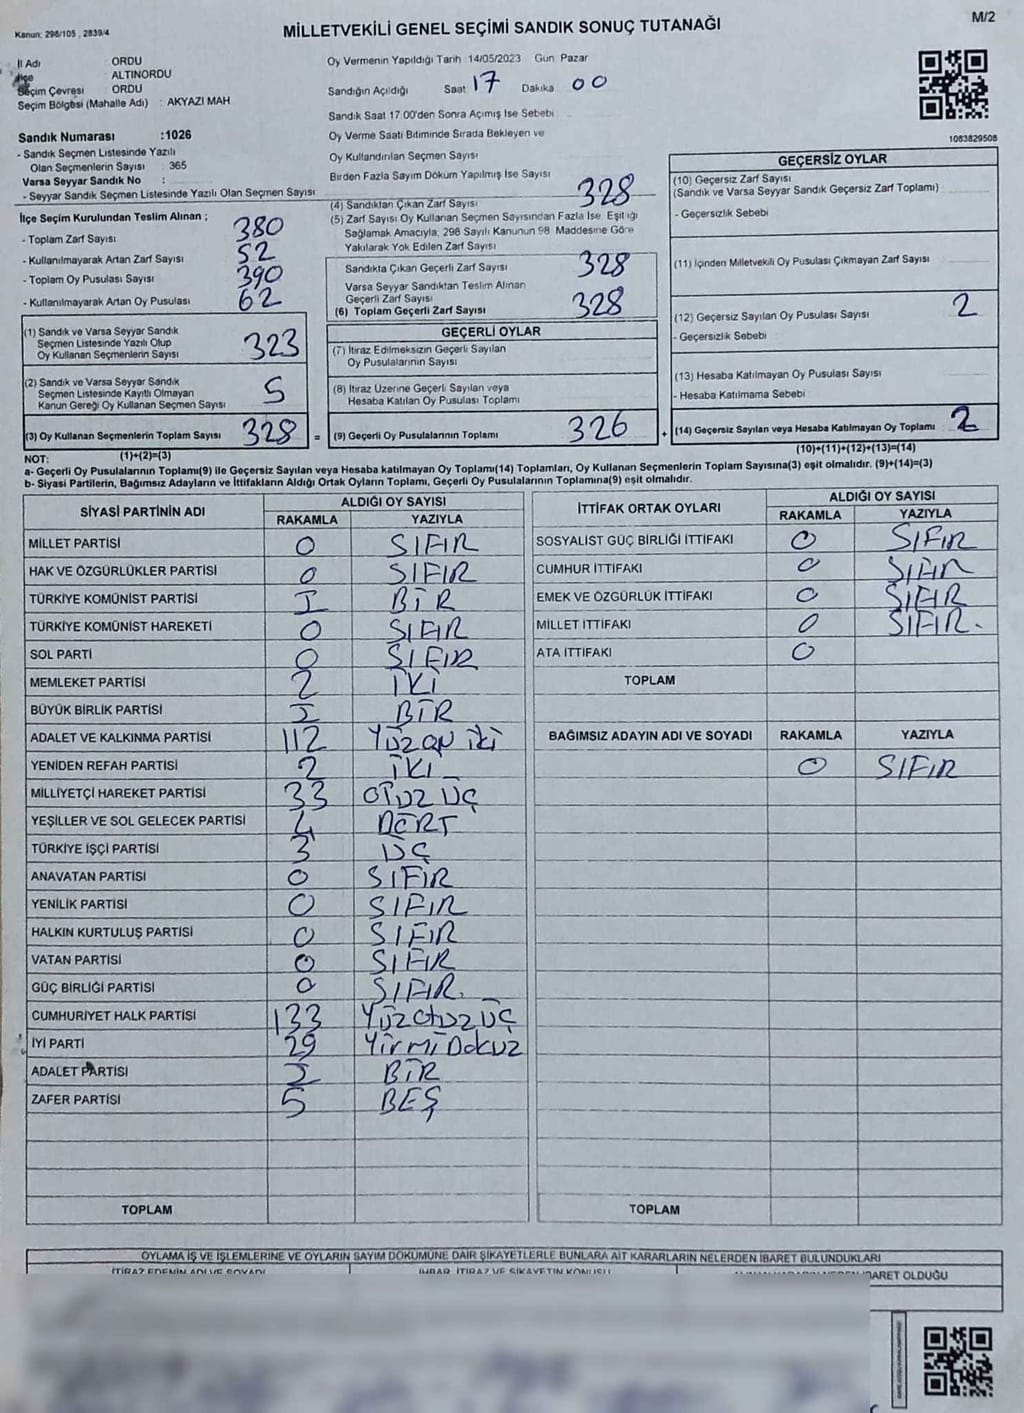 Kanun: 298/105 , 2839/4
MİLLETVEKİLİ GENEL SEÇİMİ SANDIK SONUÇ TUTANAĞI
M/2
İl Adı : ORDU
İlçe : ALTINORDU
Seçim Çevresi : ORDU
Seçim Bölgesi (Mahalle Adı) : AKYAZI MAH
Sandık Numarası :1026
- Sandık Seçmen Listesinde Yazılı
Olan Seçmenlerin Sayısı : 365
Varsa Seyyar Sandık No :
- Seyyar Sandık Seçmen Listesinde Yazılı Olan Seçmen Sayısı
Oy Vermenin Yapıldığı Tarih 14/05/2023 Gün Pazar
Sandığın Açıldığı Saat 17 Dakika 00
Sandık Saat 17.00'den Sonra Açımış İse Sebebi
Oy Verme Saati Bitiminde Sırada Bekleyen ve
Oy Kullandırılan Seçmen Sayısı
Birden Fazla Sayım Döküm Yapılmış İse Sayısı
1083829508
İlçe Seçim Kurulundan Teslim Alınan ;
- Toplam Zarf Sayısı 380
- Kullanılmayarak Artan Zarf Sayısı 52
- Toplam Oy Pusulası Sayısı 390
- Kullanılmayarak Artan Oy Pusulası 62
(1) Sandık ve Varsa Seyyar Sandık
Seçmen Listesinde Yazılı Olup
Oy Kullanan Seçmenlerin Sayısı 323
(2) Sandık ve Varsa Seyyar Sandık
Seçmen Listesinde Kayıtlı Olmayan
Kanun Gereği Oy Kullanan Seçmen Sayısı 5
(3) Oy Kullanan Seçmenlerin Toplam Sayısı 328 =
(1)+(2)=(3)
(4) Sandıktan Çıkan Zarf Sayısı 328
(5) Zarf Sayısı Oy Kullanan Seçmen Sayısından Fazla İse, Eşitliği
Sağlamak Amacıyla; 298 Sayılı Kanunun 98. Maddesine Göre
Yakılarak Yok Edilen Zarf Sayısı
Sandıkta Çıkan Geçerli Zarf Sayısı 328
Varsa Seyyar Sandıktan Teslim Alınan
Geçerli Zarf Sayısı
(6) Toplam Geçerli Zarf Sayısı 328
GEÇERLİ OYLAR
(7) İtiraz Edilmeksizin Geçerli Sayılan
Oy Pusulalarının Sayısı
(8) İtiraz Üzerine Geçerli Sayılan veya
Hesaba Katılan Oy Pusulası Toplamı
(9) Geçerli Oy Pusulalarının Toplamı 326 +
GEÇERSİZ OYLAR
(10) Geçersiz Zarf Sayısı
(Sandık ve Varsa Seyyar Sandık Geçersiz Zarf Toplamı)
- Geçersizlik Sebebi
(11) İçinden Milletvekili Oy Pusulası Çıkmayan Zarf Sayısı
(12) Geçersiz Sayılan Oy Pusulası Sayısı 2
- Geçersizlik Sebebi
(13) Hesaba Katılmayan Oy Pusulası Sayısı
- Hesaba Katılmama Sebebi
(14) Geçersiz Sayılan veya Hesaba Katılmayan Oy Toplamı 2
(10)+(11)+(12)+(13)=(14)
NOT:
a- Geçerli Oy Pusulalarının Toplamı(9) ile Geçersiz Sayılan veya Hesaba katılmayan Oy Toplamı(14) Toplamları, Oy Kullanan Seçmenlerin Toplam Sayısına(3) eşit olmalıdır. (9)+(14)=(3)
b- Siyasi Partilerin, Bağımsız Adayların ve İttifakların Aldığı Ortak Oyların Toplamı, Geçerli Oy Pusulalarının Toplamına(9) eşit olmalıdır.
SİYASİ PARTİNİN ADI ALDIĞI OY SAYISI
RAKAMLA YAZIYLA
MİLLET PARTİSİ 0 SIFIR
HAK VE ÖZGÜRLÜKLER PARTİSİ 0 SIFIR
TÜRKİYE KOMÜNİST PARTİSİ I BİR
TÜRKİYE KOMÜNİST HAREKETİ 0 SIFIR
SOL PARTİ 0 SIFIR
MEMLEKET PARTİSİ 2 İKİ
BÜYÜK BİRLİK PARTİSİ I BİR
ADALET VE KALKINMA PARTİSİ 112 YÜZON İKİ
YENİDEN REFAH PARTİSİ 2 İKİ
MİLLİYETÇİ HAREKET PARTİSİ 33 OTUZ ÜÇ
YEŞİLLER VE SOL GELECEK PARTİSİ 4 DÖRT
TÜRKİYE İŞÇİ PARTİSİ 3 ÜÇ
ANAVATAN PARTİSİ 0 SIFIR
YENİLİK PARTİSİ 0 SIFIR
HALKIN KURTULUŞ PARTİSİ 0 SIFIR
VATAN PARTİSİ 0 SIFIR
GÜÇ BİRLİĞİ PARTİSİ 0 SIFIR.
CUMHURİYET HALK PARTİSİ 133 YÜZOTUZ ÜÇ
İYİ PARTİ 29 YİRMİ DOKUZ
ADALET PARTİSİ I BİR
ZAFER PARTİSİ 5 BEŞ
TOPLAM
İTTİFAK ORTAK OYLARI ALDIĞI OY SAYISI
RAKAMLA YAZIYLA
SOSYALİST GÜÇ BİRLİĞİ İTTİFAKI 0 SIFIR
CUMHUR İTTİFAKI 0 SIFIR
EMEK VE ÖZGÜRLÜK İTTİFAKI 0 SIFIR
MİLLET İTTİFAKI 0 SIFIR.
ATA İTTİFAKI 0
TOPLAM
BAĞIMSIZ ADAYIN ADI VE SOYADI RAKAMLA YAZIYLA
0 SIFIR
TOPLAM
OYLAMA İŞ VE İŞLEMLERİNE VE OYLARIN SAYIM DÖKÜMÜNE DAİR ŞİKAYETLERLE BUNLARA AİT KARARLARIN NELERDEN İBARET BULUNDUKLARI
İTİRAZ EDENİN ADI VE SOYADI İHBAR, İTİRAZ VE ŞİKAYETİN KONUSU İBARET OLDUĞU